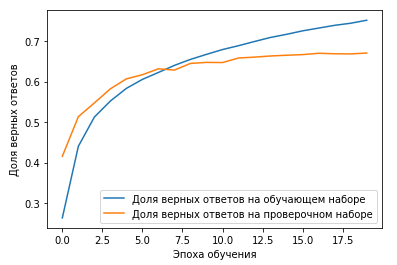 Доля верных ответов
0.7
0.6
0.5
0.4
0.3
Доля верных ответов на обучающем наборе
Доля верных ответов на проверочном наборе
0.0 2.5 5.0 7.5 10.0 12.5 15.0 17.5
Эпоха обучения